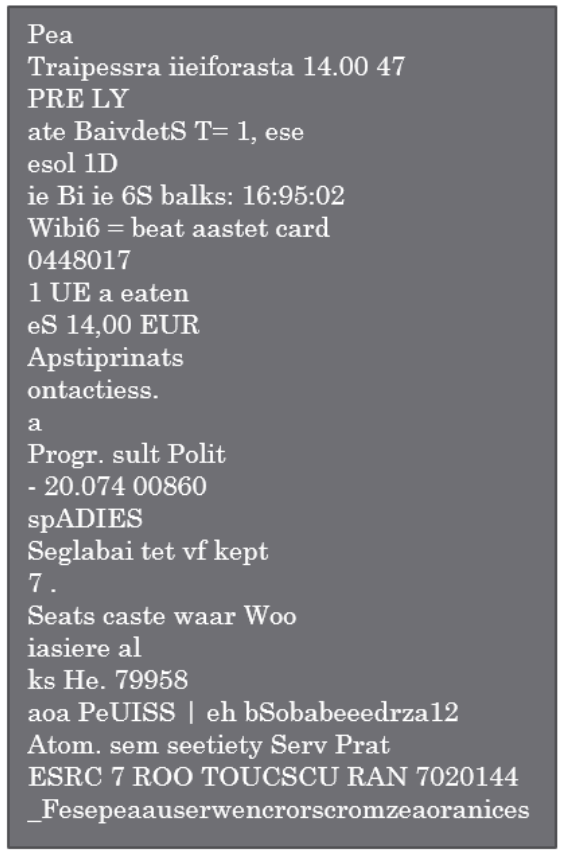 Pea
Traipessra iieiforasta 14.00 47
PRE LY
ate BaivdetS T= 1, ese
esol 1D
ie Bi ie 6S balks: 16:95:02
Wibi6 = beat aastet card
0448017
1 UE a eaten
eS 14,00 EUR
Apstiprinats
ontactiess.
a
Progr. sult Polit
- 20.074 00860
spADIES
Seglabai tet vf kept
7 .
Seats caste waar Woo
iasiere al
ks He. 79958
aoa PeUISS | eh bSobabeeedrza12
Atom. sem seetiety Serv Prat
ESRC 7 ROO TOUCSCU RAN 7020144
_Fesepeaauserwencrorscromzeaoranices